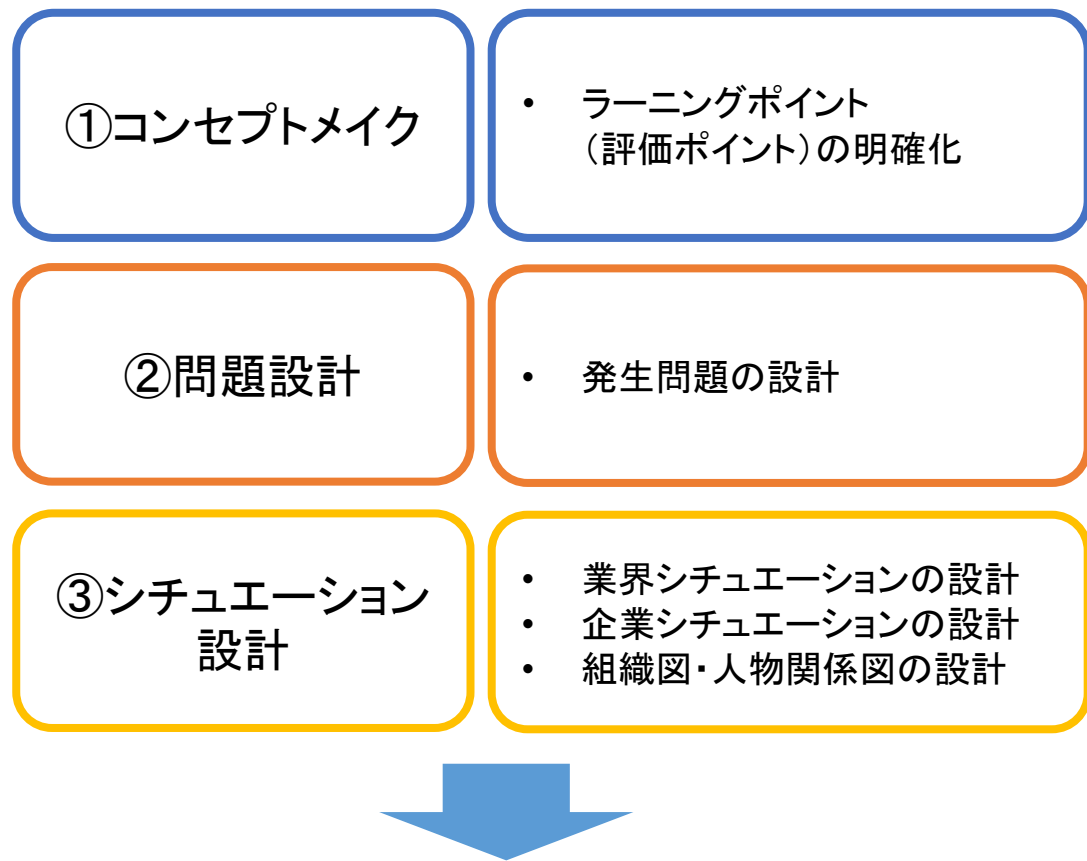 ①コンセプトメイク
• ラーニングポイント
（評価ポイント）の明確化
②問題設計
• 発生問題の設計
③シチュエーション
設計
• 業界シチュエーションの設計
• 企業シチュエーションの設計
• 組織図・人物関係図の設計